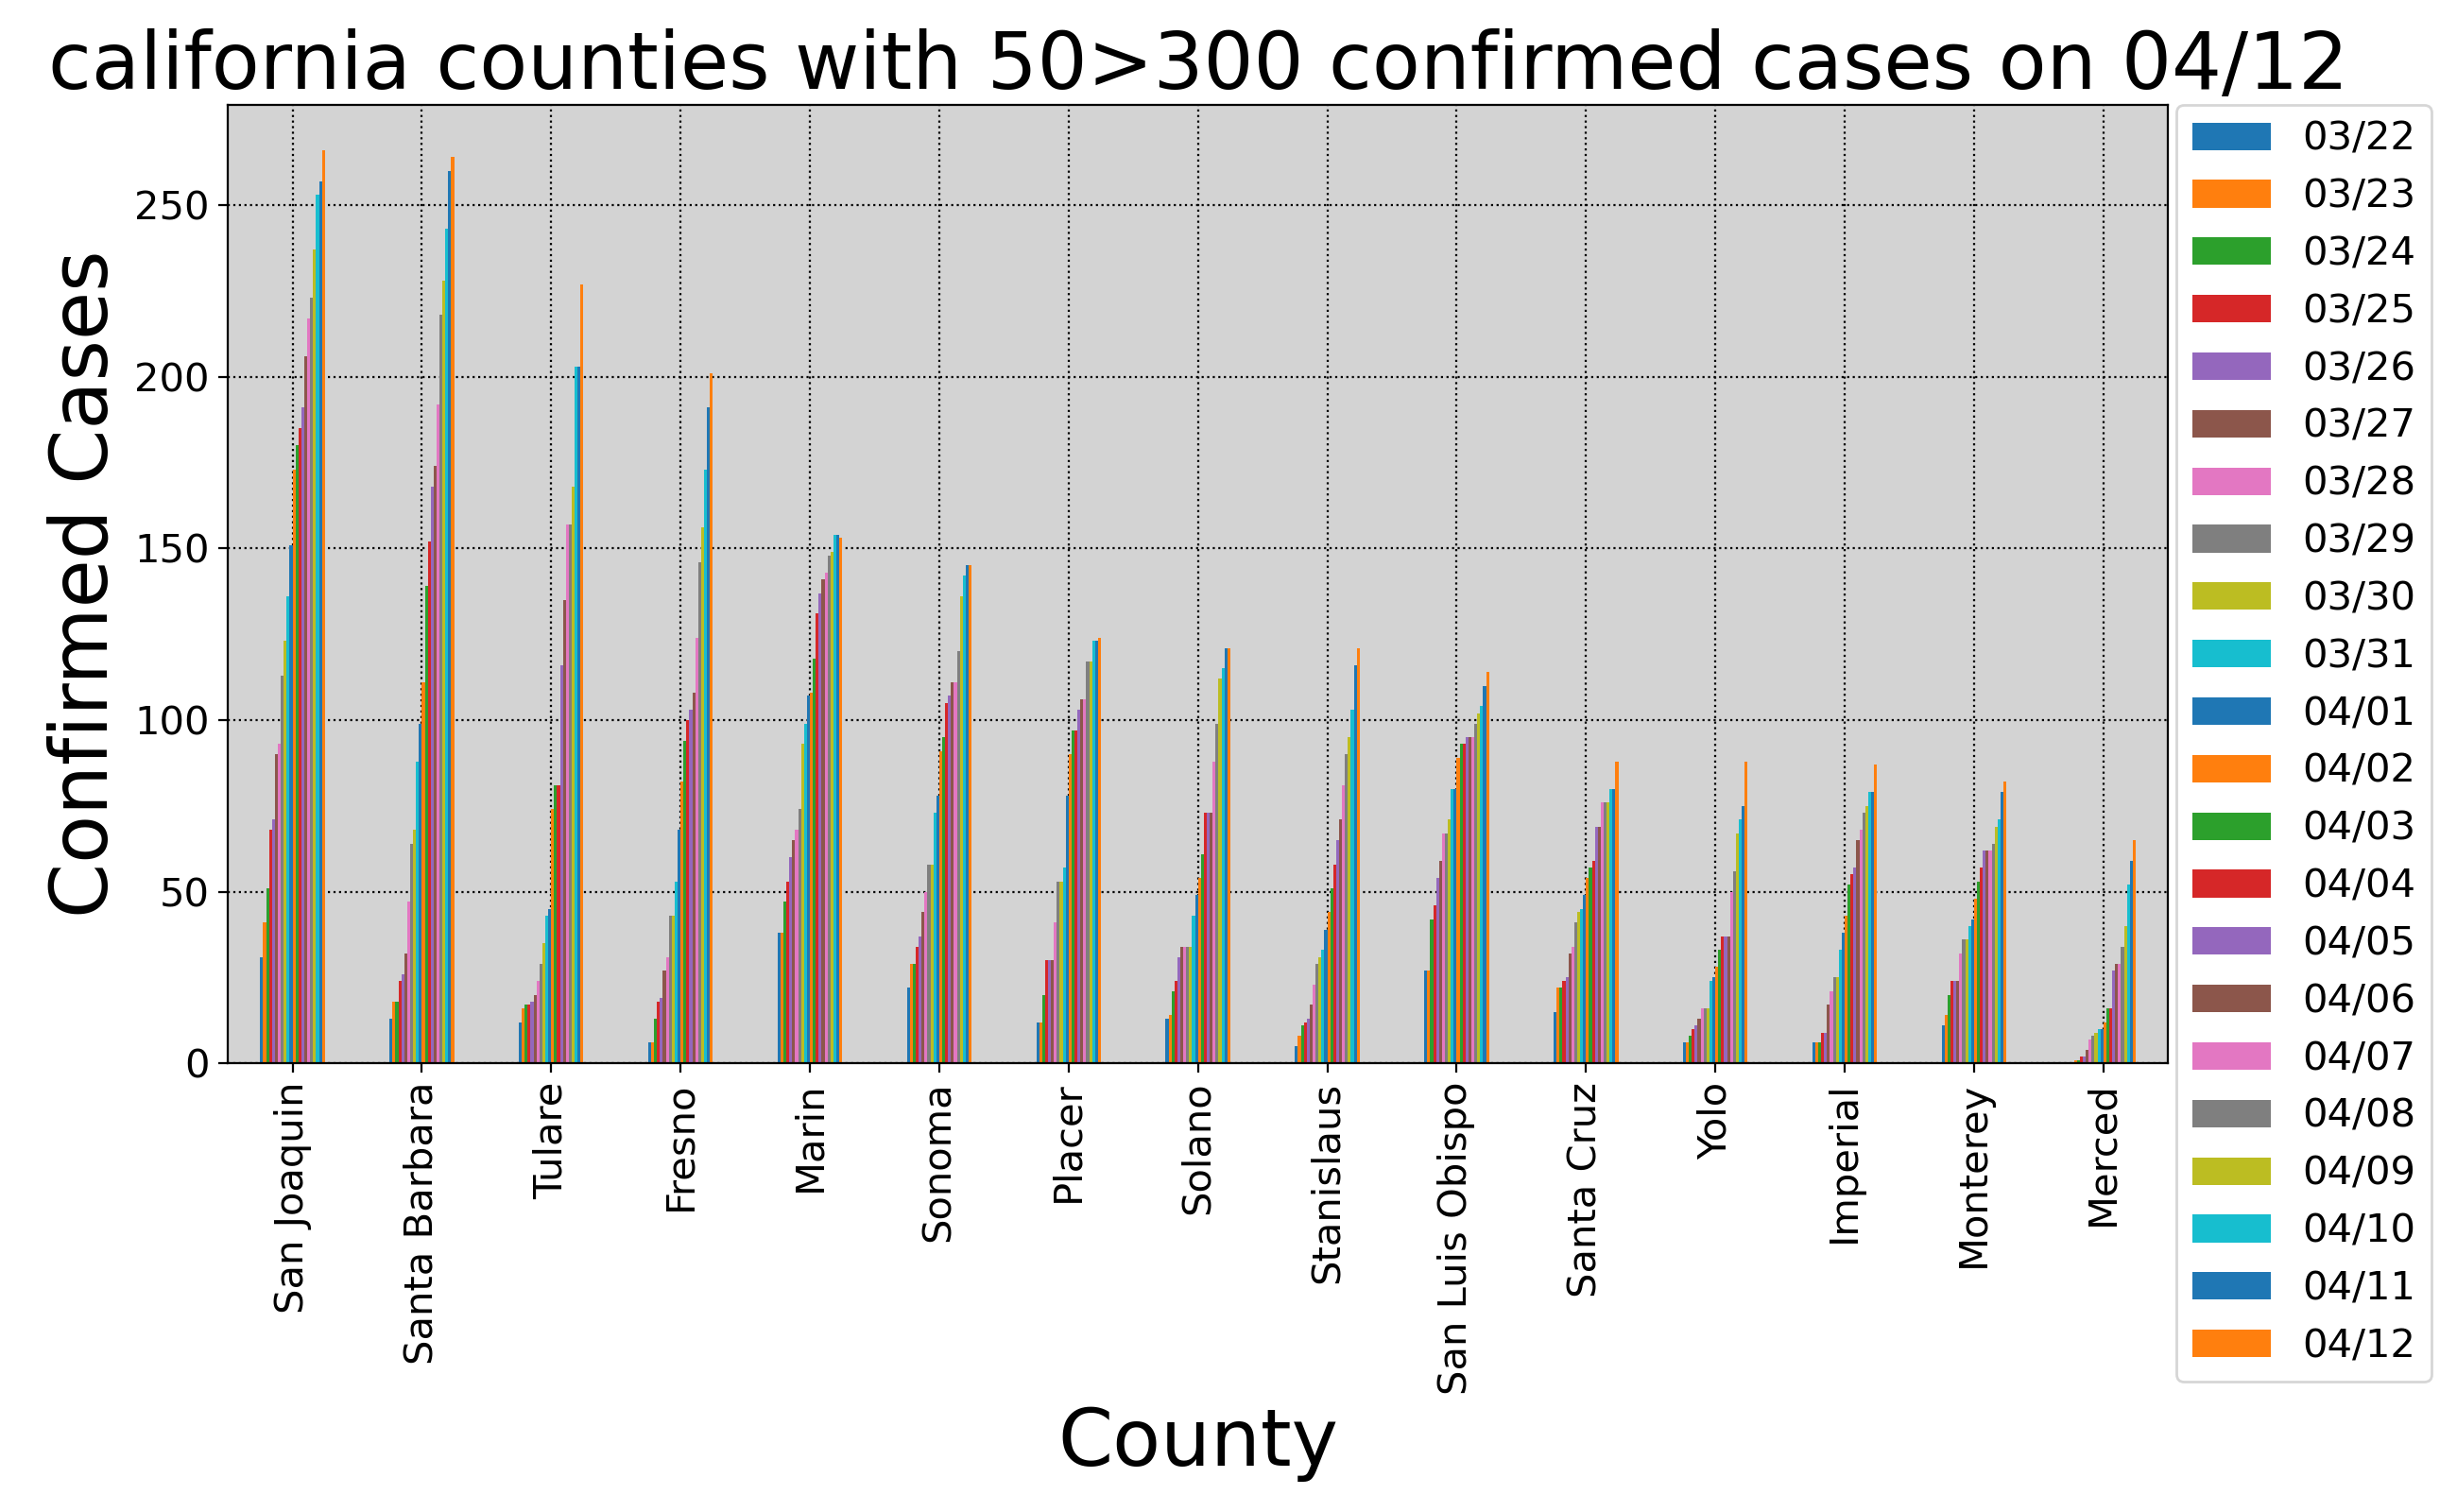 california counties with 50>300 confirmed cases on 04/12
Confirmed Cases
250
200
150
100
50
0
San Joaquin
Santa Barbara
Tulare
Fresno
Marin
Sonoma
Placer
Solano
Stanislaus
San Luis Obispo
Santa Cruz
Yolo
Imperial
Monterey
Merced
County
03/22
03/23
03/24
03/25
03/26
03/27
03/28
03/29
03/30
03/31
04/01
04/02
04/03
04/04
04/05
04/06
04/07
04/08
04/09
04/10
04/11
04/12